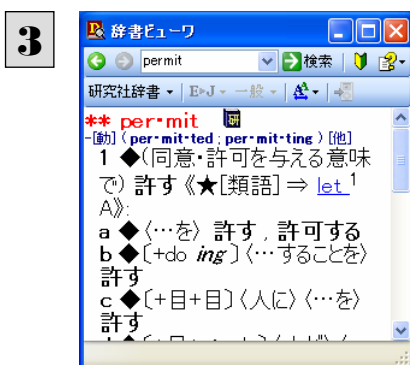 3
辞書ビューワ
permit 検索
研究社辞書 E▸J 一般
** per・mit 研
-[動] (per・mit・ted ; per・mit・ting) [他]
1 ◆(同意・許可を与える意味
で) 許す《★[類語] ⇒ let 1
A》:
a ◆〈…を〉 許す , 許可する
b ◆〔+do ing〕〈…することを〉
許す
c ◆〔+目+目〕〈人に〉〈…を〉
許す